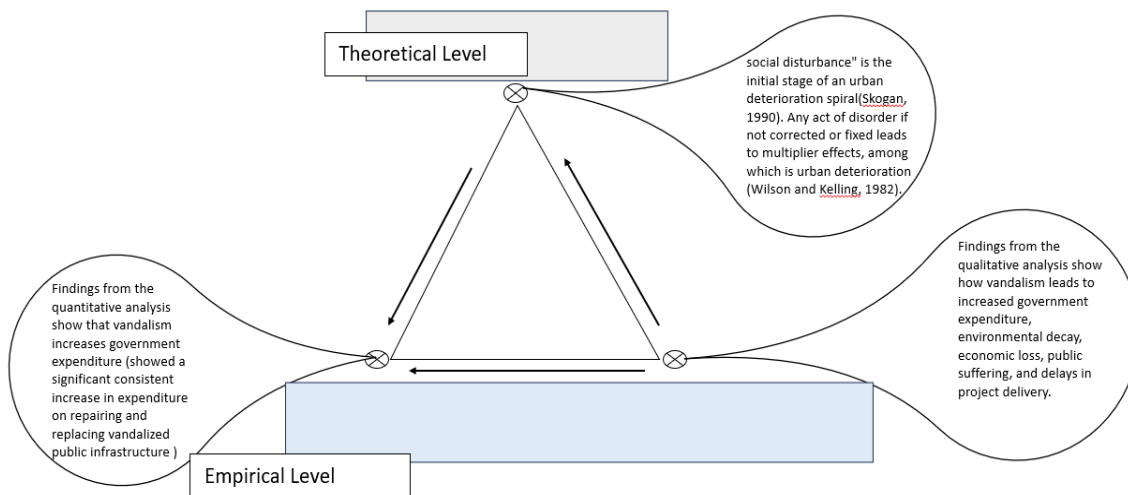 Theoretical Level
social disturbance" is the
initial stage of an urban
deterioration spiral(Skogan,
1990). Any act of disorder if
not corrected or fixed leads
to multiplier effects, among
which is urban deterioration
(Wilson and Kelling, 1982).
Findings from the
quantitative analysis
show that vandalism
increases government
expenditure (showed a
significant consistent
increase in expenditure
on repairing and
replacing vandalized
public infrastructure )
Findings from the
qualitative analysis show
how vandalism leads to
increased government
expenditure,
environmental decay,
economic loss, public
suffering, and delays in
project delivery.
Empirical Level